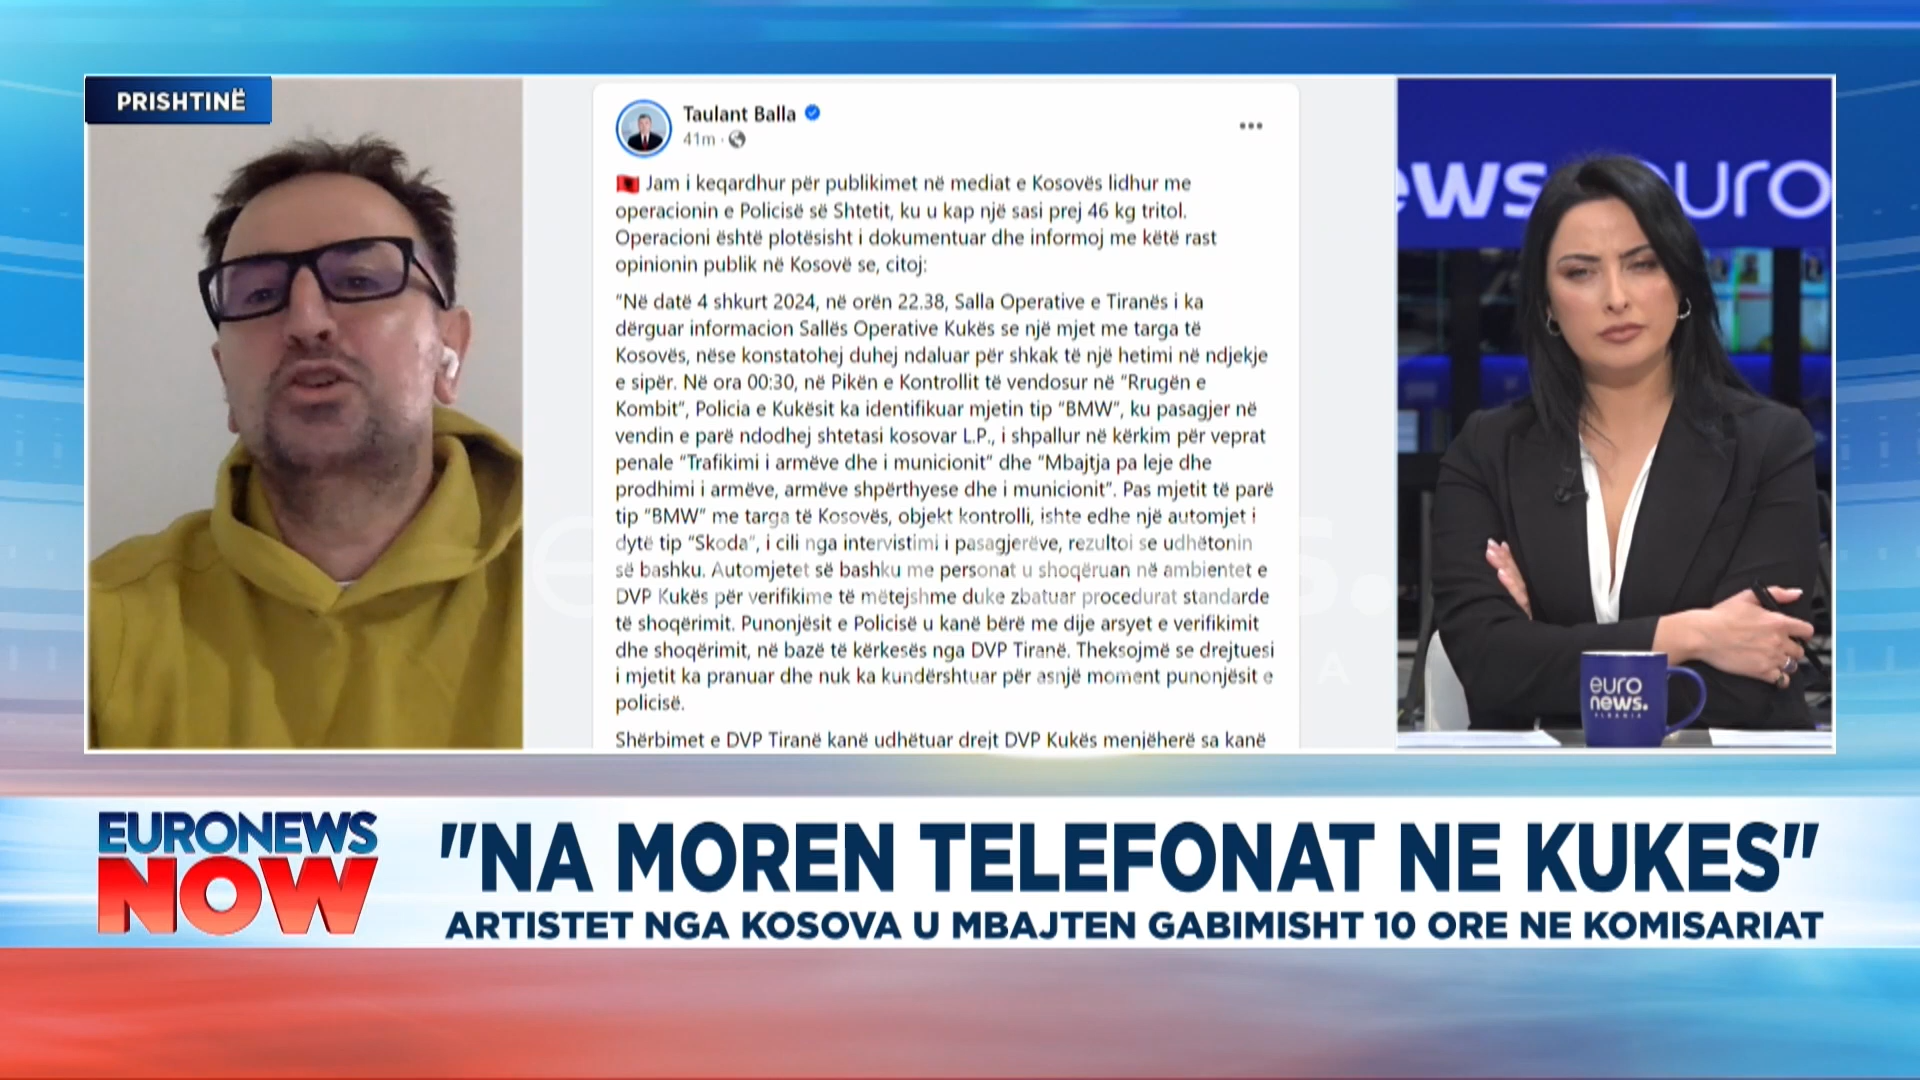 PRISHTINË
Taulant Balla
41m ·
Jam i keqardhur për publikimet në mediat e Kosovës lidhur me
operacionin e Policisë së Shtetit, ku u kap një sasi prej 46 kg tritol.
Operacioni është plotësisht i dokumentuar dhe informoj me këtë rast
opinionin publik në Kosovë se, citoj:
"Në datë 4 shkurt 2024, në orën 22.38, Salla Operative e Tiranës i ka
dërguar informacion Sallës Operative Kukës se një mjet me targa të
Kosovës, nëse konstatohej duhej ndaluar për shkak të një hetimi në ndjekje
e sipër. Në ora 00:30, në Pikën e Kontrollit të vendosur në "Rrugën e
Kombit", Policia e Kukësit ka identifikuar mjetin tip "BMW", ku pasagjer në
vendin e parë ndodhej shtetasi kosovar L.P., i shpallur në kërkim për veprat
penale "Trafikimi i armëve dhe i municionit" dhe "Mbajtja pa leje dhe
prodhimi i armëve, armëve shpërthyese dhe i municionit". Pas mjetit të parë
tip "BMW" me targa të Kosovës, objekt kontrolli, ishte edhe një automjet i
dytë tip "Skoda", i cili nga intervistimi i pasagjerëve, rezultoi se udhëtonin
së bashku. Automjetet së bashku me personat u shoqëruan në ambientet e
DVP Kukës për verifikime të mëtejshme duke zbatuar procedurat standarde
të shoqërimit. Punonjësit e Policisë u kanë bërë me dije arsyet e verifikimit
dhe shoqërimit, në bazë të kërkesës nga DVP Tiranë. Theksojmë se drejtuesi
i mjetit ka pranuar dhe nuk ka kundërshtuar për asnjë moment punonjësit e
policisë.
Shërbimet e DVP Tiranë kanë udhëtuar drejt DVP Kukës menjëherë sa kanë
ews. euro
euro
news.
ALBANIA
EURONEWS
NOW
"NA MOREN TELEFONAT NE KUKES"
ARTISTET NGA KOSOVA U MBAJTEN GABIMISHT 10 ORE NE KOMISARIAT